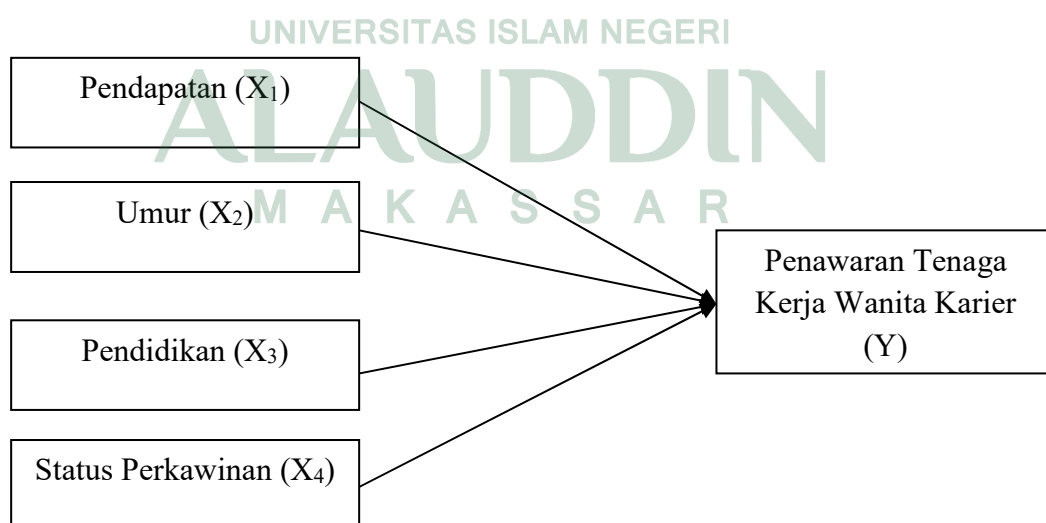 UNIVERSITAS ISLAM NEGERI
ALAUDDIN
M A K A S S A R
Pendapatan (X₁)
Umur (X₂)
Pendidikan (X₃)
Status Perkawinan (X₄)
Penawaran Tenaga
Kerja Wanita Karier
(Y)